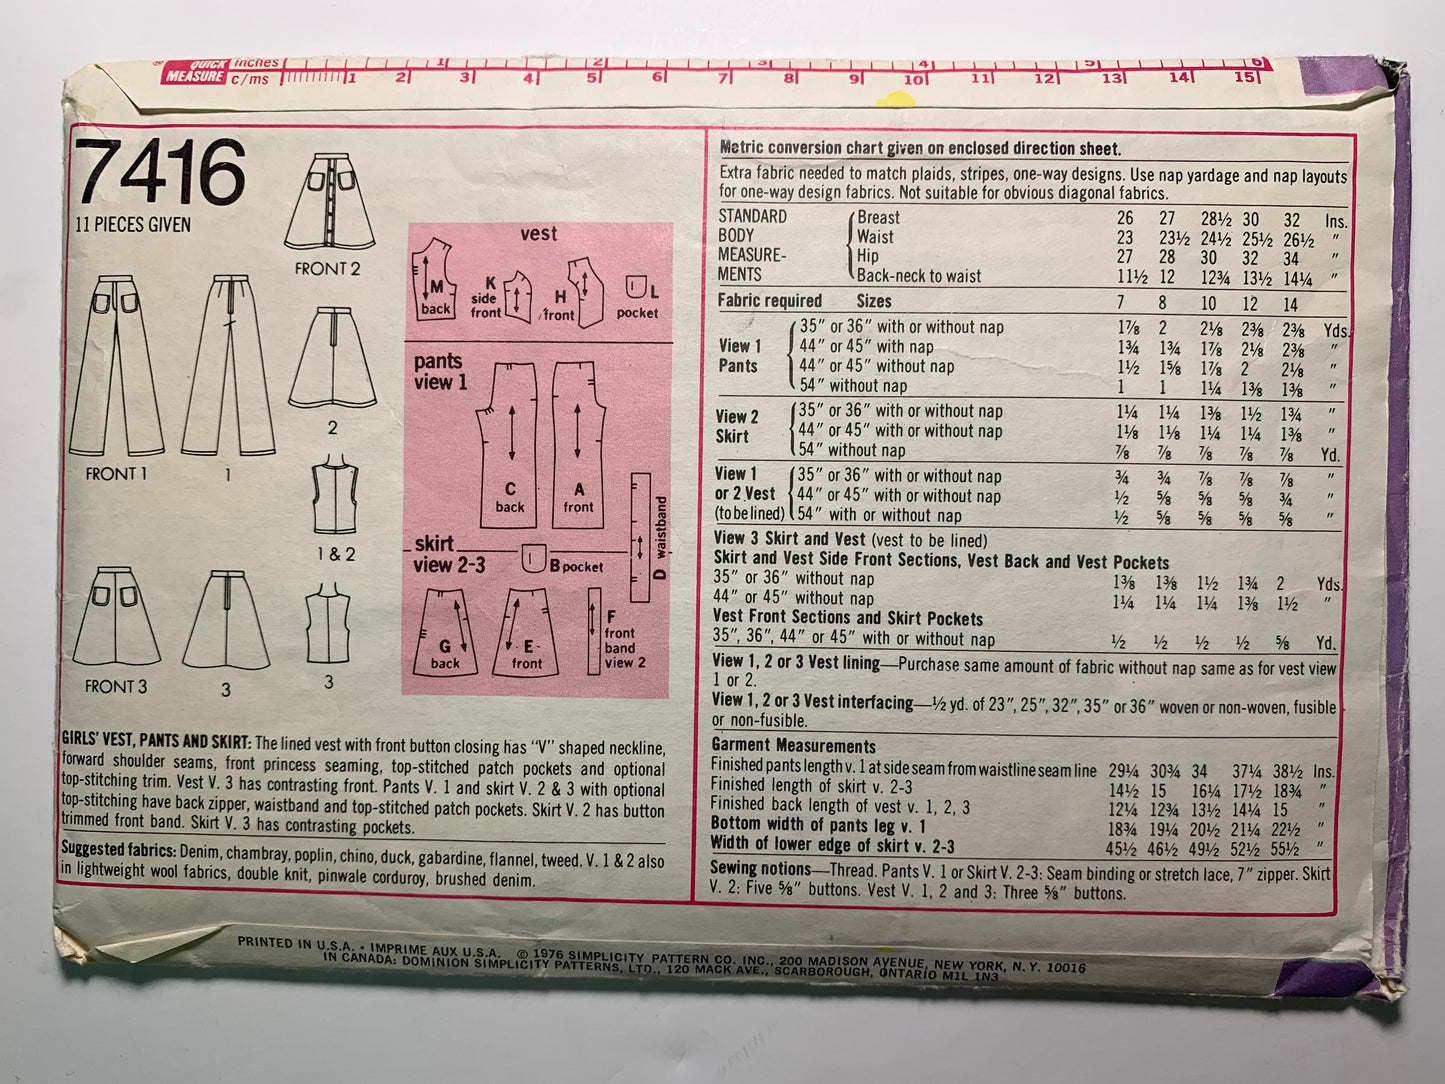 QUICK MEASURE
inches 1 2 3 4 5 6
c/ms 1 2 3 4 5 6 7 8 9 10 11 12 13 14 15
7416
11 PIECES GIVEN
FRONT 2
FRONT 1
1
2
1 & 2
FRONT 3
3
3
vest
M
back
K
side
front
H
front
L
pocket
pants
view 1
C
back
A
front
D waistband
skirt
view 2-3
B pocket
G
back
E
front
F
front
band
view 2
GIRLS' VEST, PANTS AND SKIRT: The lined vest with front button closing has "V" shaped neckline,
forward shoulder seams, front princess seaming, top-stitched patch pockets and optional
top-stitching trim. Vest V. 3 has contrasting front. Pants V. 1 and skirt V. 2 & 3 with optional
top-stitching have back zipper, waistband and top-stitched patch pockets. Skirt V. 2 has button
trimmed front band. Skirt V. 3 has contrasting pockets.
Suggested fabrics: Denim, chambray, poplin, chino, duck, gabardine, flannel, tweed. V. 1 & 2 also
in lightweight wool fabrics, double knit, pinwale corduroy, brushed denim.
Metric conversion chart given on enclosed direction sheet.
Extra fabric needed to match plaids, stripes, one-way designs. Use nap yardage and nap layouts
for one-way design fabrics. Not suitable for obvious diagonal fabrics.
STANDARD Breast 26 27 28½ 30 32 Ins.
BODY Waist 23 23½ 24½ 25½ 26½ "
MEASURE- Hip 27 28 30 32 34 "
MENTS Back-neck to waist 11½ 12 12¾ 13½ 14¼ "
Fabric required Sizes 7 8 10 12 14
35" or 36" with or without nap 1⅞ 2 2⅛ 2⅜ 2⅜ Yds.
View 1 44" or 45" with nap 1¾ 1¾ 1⅞ 2⅛ 2⅜ "
Pants 44" or 45" without nap 1½ 1⅝ 1⅞ 2 2⅛ "
54" without nap 1 1 1¼ 1⅜ 1⅜ "
View 2 35" or 36" with or without nap 1¼ 1¼ 1⅜ 1½ 1¾ "
Skirt 44" or 45" with or without nap 1⅛ 1⅛ 1¼ 1¼ 1⅜ "
54" without nap ⅞ ⅞ ⅞ ⅞ ⅞ Yd.
View 1 35" or 36" with or without nap ¾ ¾ ⅞ ⅞ ⅞ "
or 2 Vest 44" or 45" with or without nap ½ ⅝ ⅝ ⅝ ¾ "
(to be lined) 54" with or without nap ½ ⅝ ⅝ ⅝ ⅝ "
View 3 Skirt and Vest (vest to be lined)
Skirt and Vest Side Front Sections, Vest Back and Vest Pockets
35" or 36" without nap 1⅜ 1⅜ 1½ 1¾ 2 Yds.
44" or 45" without nap 1¼ 1¼ 1¼ 1⅜ 1½ "
Vest Front Sections and Skirt Pockets
35", 36", 44" or 45" with or without nap ½ ½ ½ ½ ⅝ Yd.
View 1, 2 or 3 Vest lining—Purchase same amount of fabric without nap same as for vest view
1 or 2.
View 1, 2 or 3 Vest interfacing—½ yd. of 23", 25", 32", 35" or 36" woven or non-woven, fusible
or non-fusible.
Garment Measurements
Finished pants length v. 1 at side seam from waistline seam line 29¼ 30¾ 34 37¼ 38½ Ins.
Finished length of skirt v. 2-3 14½ 15 16¼ 17½ 18¾ "
Finished back length of vest v. 1, 2, 3 12¼ 12¾ 13½ 14¼ 15 "
Bottom width of pants leg v. 1 18¾ 19¼ 20½ 21¼ 22½ "
Width of lower edge of skirt v. 2-3 45½ 46½ 49½ 52½ 55½ "
Sewing notions—Thread. Pants V. 1 or Skirt V. 2-3: Seam binding or stretch lace, 7" zipper. Skirt
V. 2: Five ⅝" buttons. Vest V. 1, 2 and 3: Three ⅝" buttons.
PRINTED IN U.S.A. • IMPRIME AUX U.S.A. © 1976 SIMPLICITY PATTERN CO. INC., 200 MADISON AVENUE, NEW YORK, N. Y. 10016
IN CANADA: DOMINION SIMPLICITY PATTERNS, LTD., 120 MACK AVE., SCARBOROUGH, ONTARIO M1L 1N3